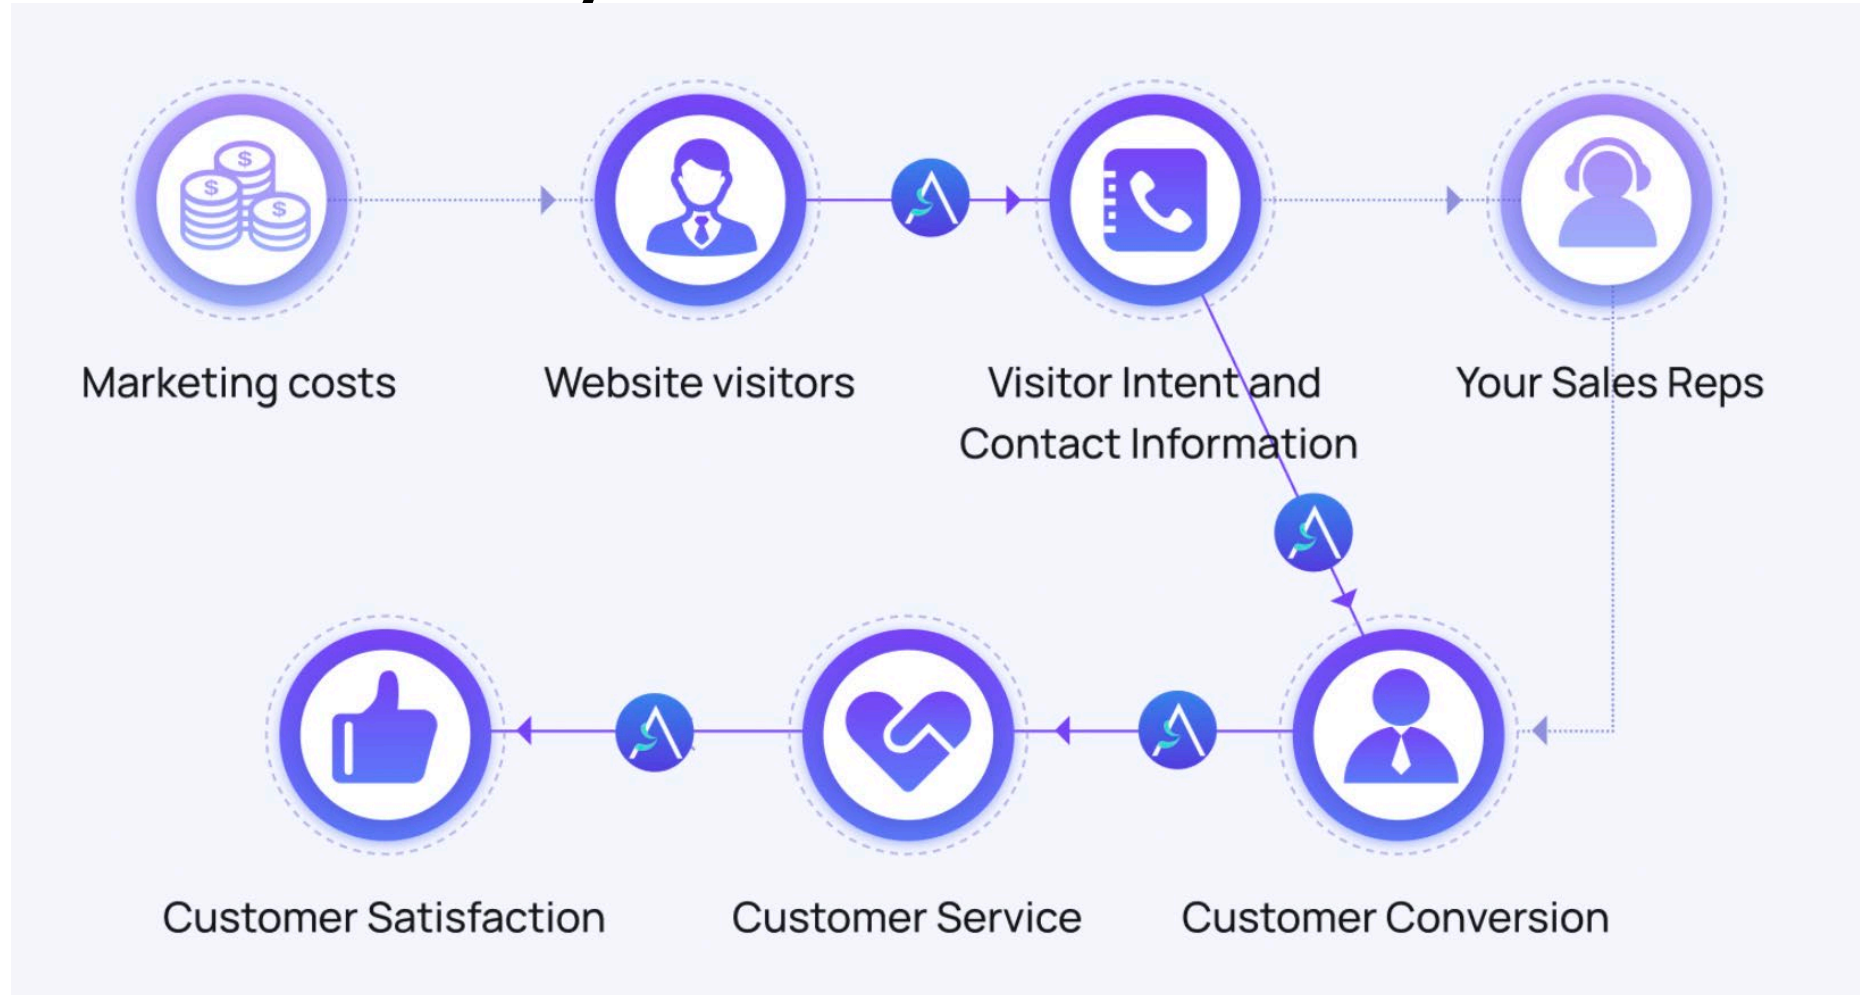 Marketing costs
Website visitors
Visitor Intent and
Contact Information
Your Sales Reps
Customer Satisfaction
Customer Service
Customer Conversion